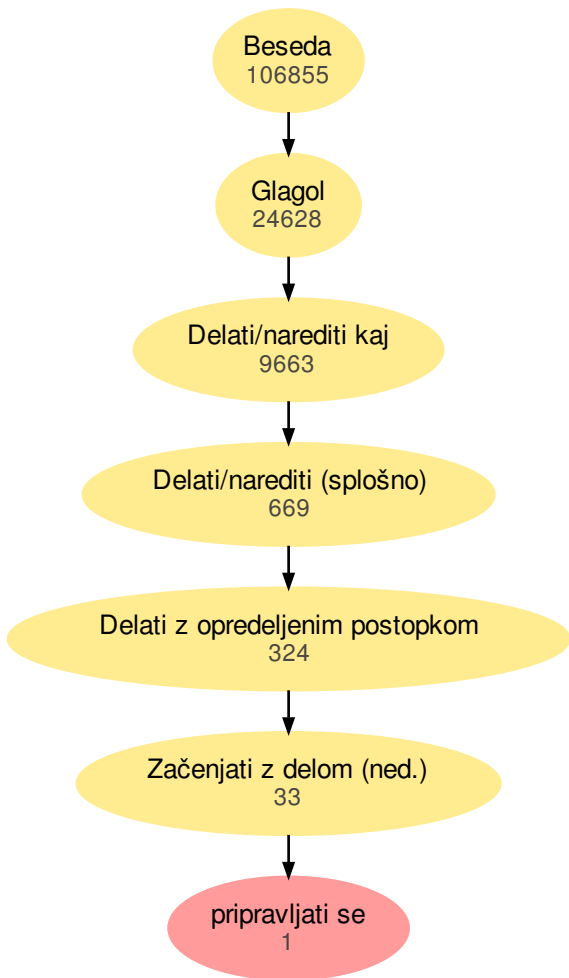 Beseda
106855
Glagol
24628
Delati/narediti kaj
9663
Delati/narediti (splošno)
669
Delati z opredeljenim postopkom
324
Začenjati z delom (ned.)
33
pripravljati se
1